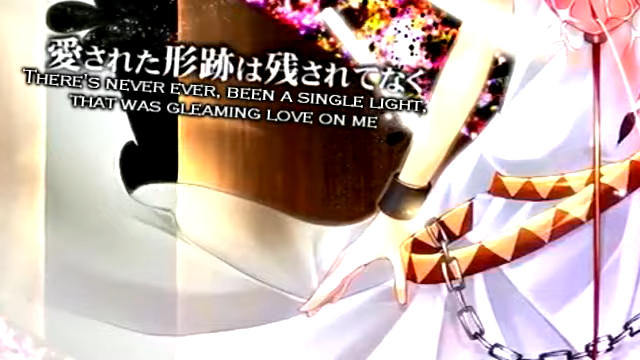 愛された形跡は残されてなく
There's never ever, been a single light,
that was gleaming love on me